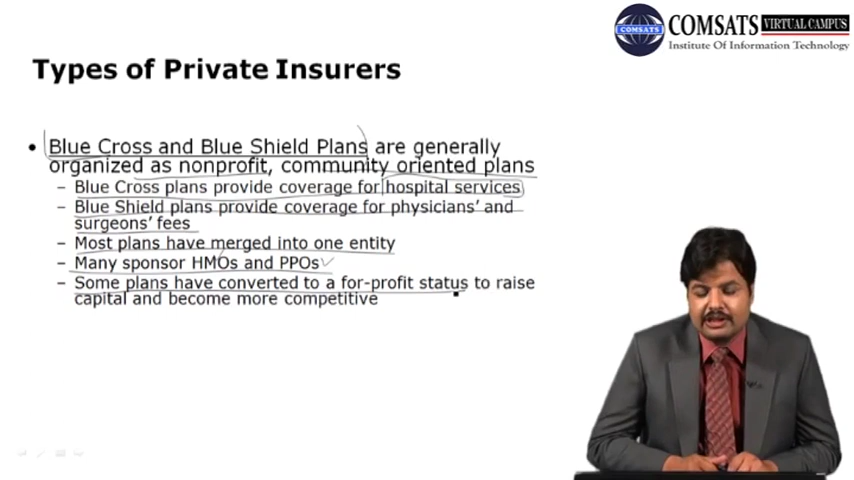 COMSATS VIRTUAL CAMPUS
COMSATS
Institute Of Information Technology
Types of Private Insurers
• Blue Cross and Blue Shield Plans are generally
organized as nonprofit, community oriented plans
– Blue Cross plans provide coverage for hospital services
– Blue Shield plans provide coverage for physicians’ and
surgeons’ fees
– Most plans have merged into one entity
– Many sponsor HMOs and PPOs
– Some plans have converted to a for-profit status to raise
capital and become more competitive